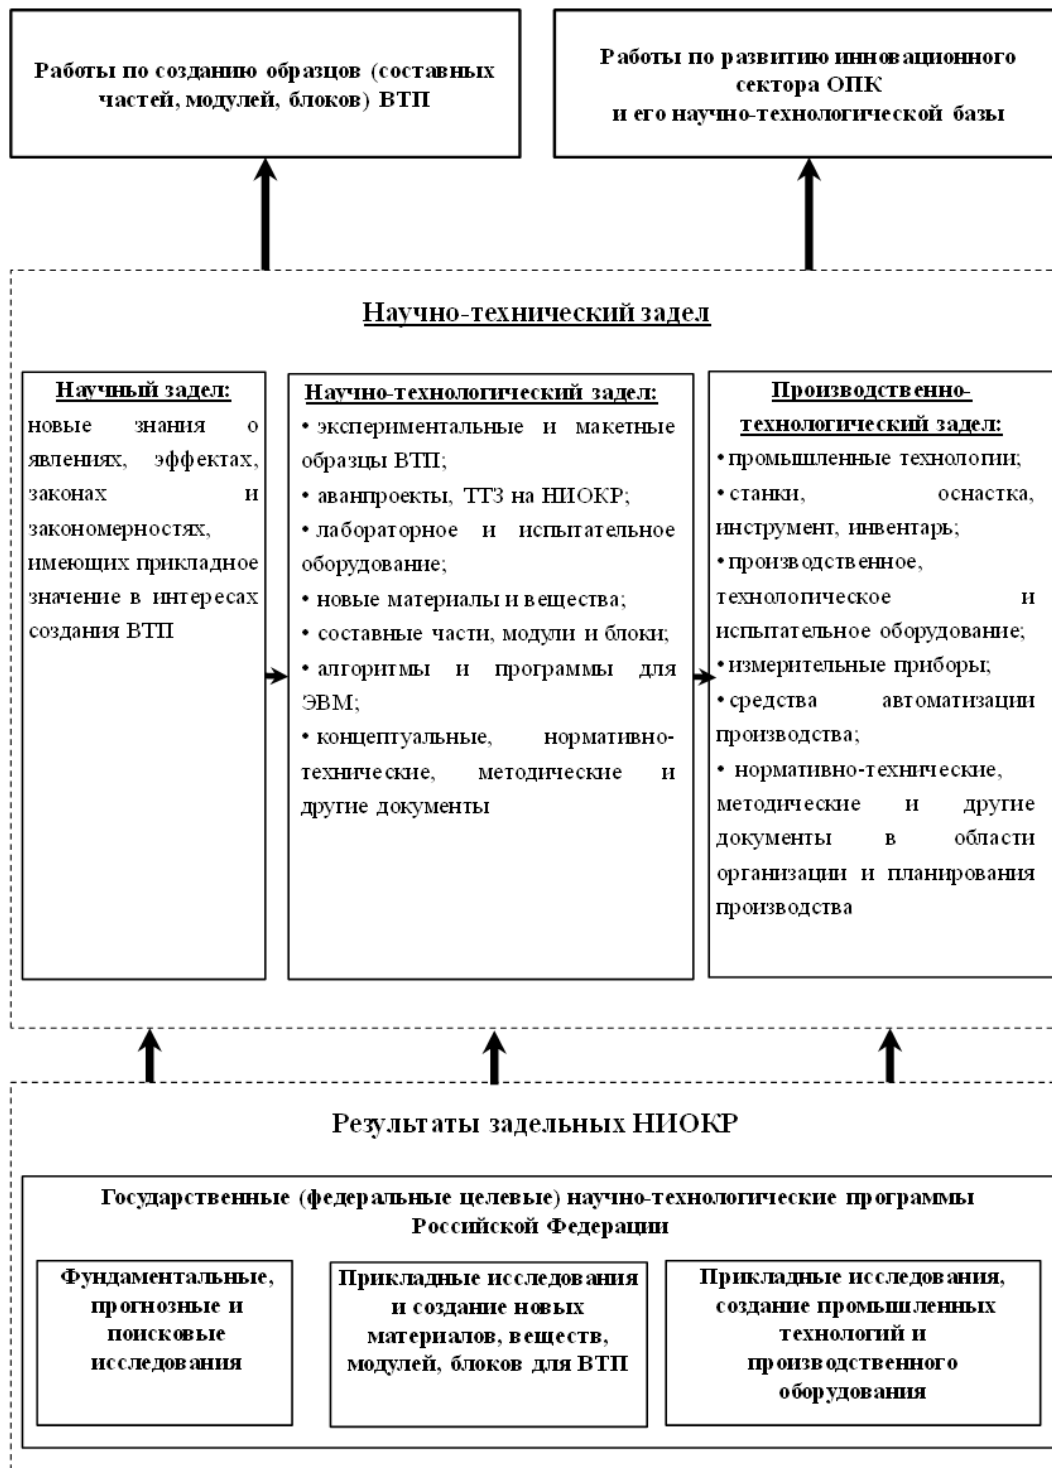 Работы по созданию образцов (составных
частей, модулей, блоков) ВТП
Работы по развитию инновационного
сектора ОПК
и его научно-технологической базы
Научно-технический задел
Научный задел:
новые знания о
явлениях, эффектах,
законах и
закономерностях,
имеющих прикладное
значение в интересах
создания ВТП
Научно-технологический задел:
• экспериментальные и макетные
образцы ВТП;
• аванпроекты, ТТЗ на НИОКР;
• лабораторное и испытательное
оборудование;
• новые материалы и вещества;
• составные части, модули и блоки;
• алгоритмы и программы для
ЭВМ;
• концептуальные, нормативно-
технические, методические и
другие документы
Производственно-
технологический задел:
• промышленные технологии;
• станки, оснастка,
инструмент, инвентарь;
• производственное,
технологическое и
испытательное оборудование;
• измерительные приборы;
• средства автоматизации
производства;
• нормативно-технические,
методические и другие
документы в области
организации и планирования
производства
Результаты задельных НИОКР
Государственные (федеральные целевые) научно-технологические программы
Российской Федерации
Фундаментальные,
прогнозные и
поисковые
исследования
Прикладные исследования
и создание новых
материалов, веществ,
модулей, блоков для ВТП
Прикладные исследования,
создание промышленных
технологий и
производственного
оборудования